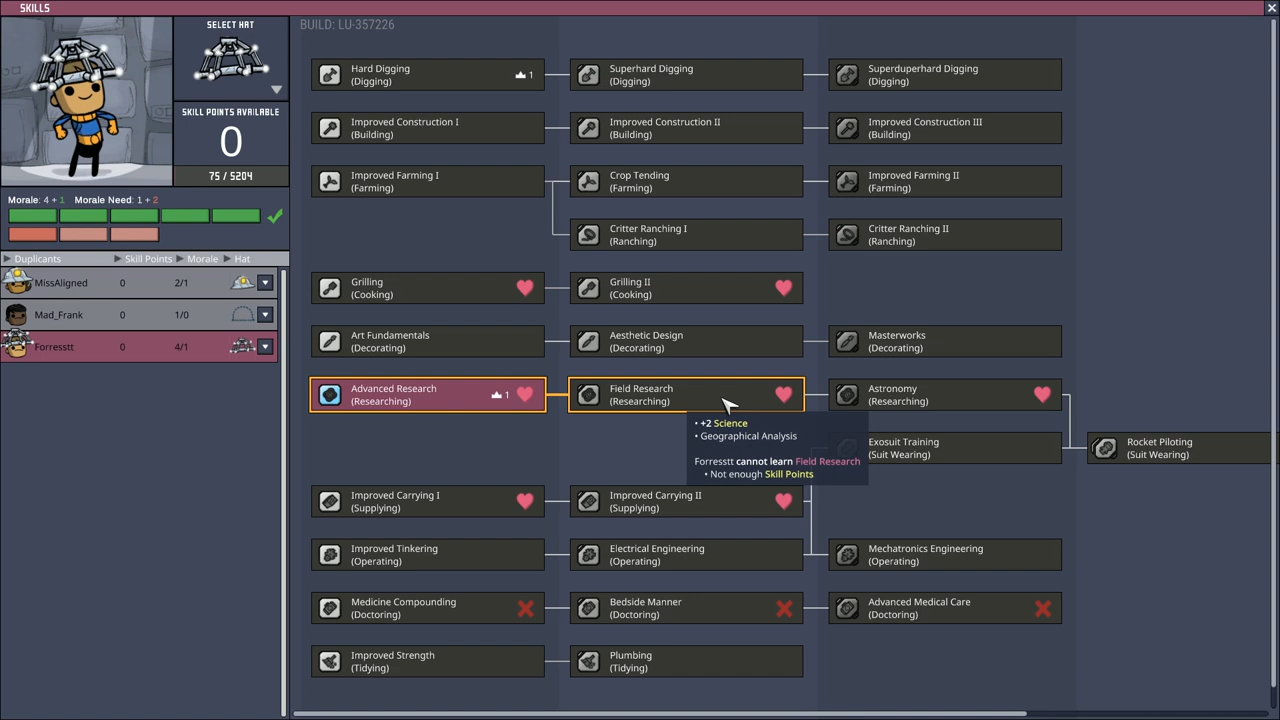 SKILLS
BUILD: LU-357226
SELECT HAT
SKILL POINTS AVAILABLE
0
75 / 5204
Morale: 4 + 1 Morale Need: 1 + 2
Duplicants Skill Points Morale Hat
MissAligned 0 2/1
Mad_Frank 0 1/0
Forresstt 0 4/1
Hard Digging
(Digging)
1
Superhard Digging
(Digging)
Superduperhard Digging
(Digging)
Improved Construction I
(Building)
Improved Construction II
(Building)
Improved Construction III
(Building)
Improved Farming I
(Farming)
Crop Tending
(Farming)
Improved Farming II
(Farming)
Critter Ranching I
(Ranching)
Critter Ranching II
(Ranching)
Grilling
(Cooking)
Grilling II
(Cooking)
Art Fundamentals
(Decorating)
Aesthetic Design
(Decorating)
Masterworks
(Decorating)
Advanced Research
(Researching)
1
Field Research
(Researching)
Astronomy
(Researching)
• +2 Science
• Geographical Analysis
Forresstt cannot learn Field Research
• Not enough Skill Points
Exosuit Training
(Suit Wearing)
Rocket Piloting
(Suit Wearing)
Improved Carrying I
(Supplying)
Improved Carrying II
(Supplying)
Improved Tinkering
(Operating)
Electrical Engineering
(Operating)
Mechatronics Engineering
(Operating)
Medicine Compounding
(Doctoring)
Bedside Manner
(Doctoring)
Advanced Medical Care
(Doctoring)
Improved Strength
(Tidying)
Plumbing
(Tidying)